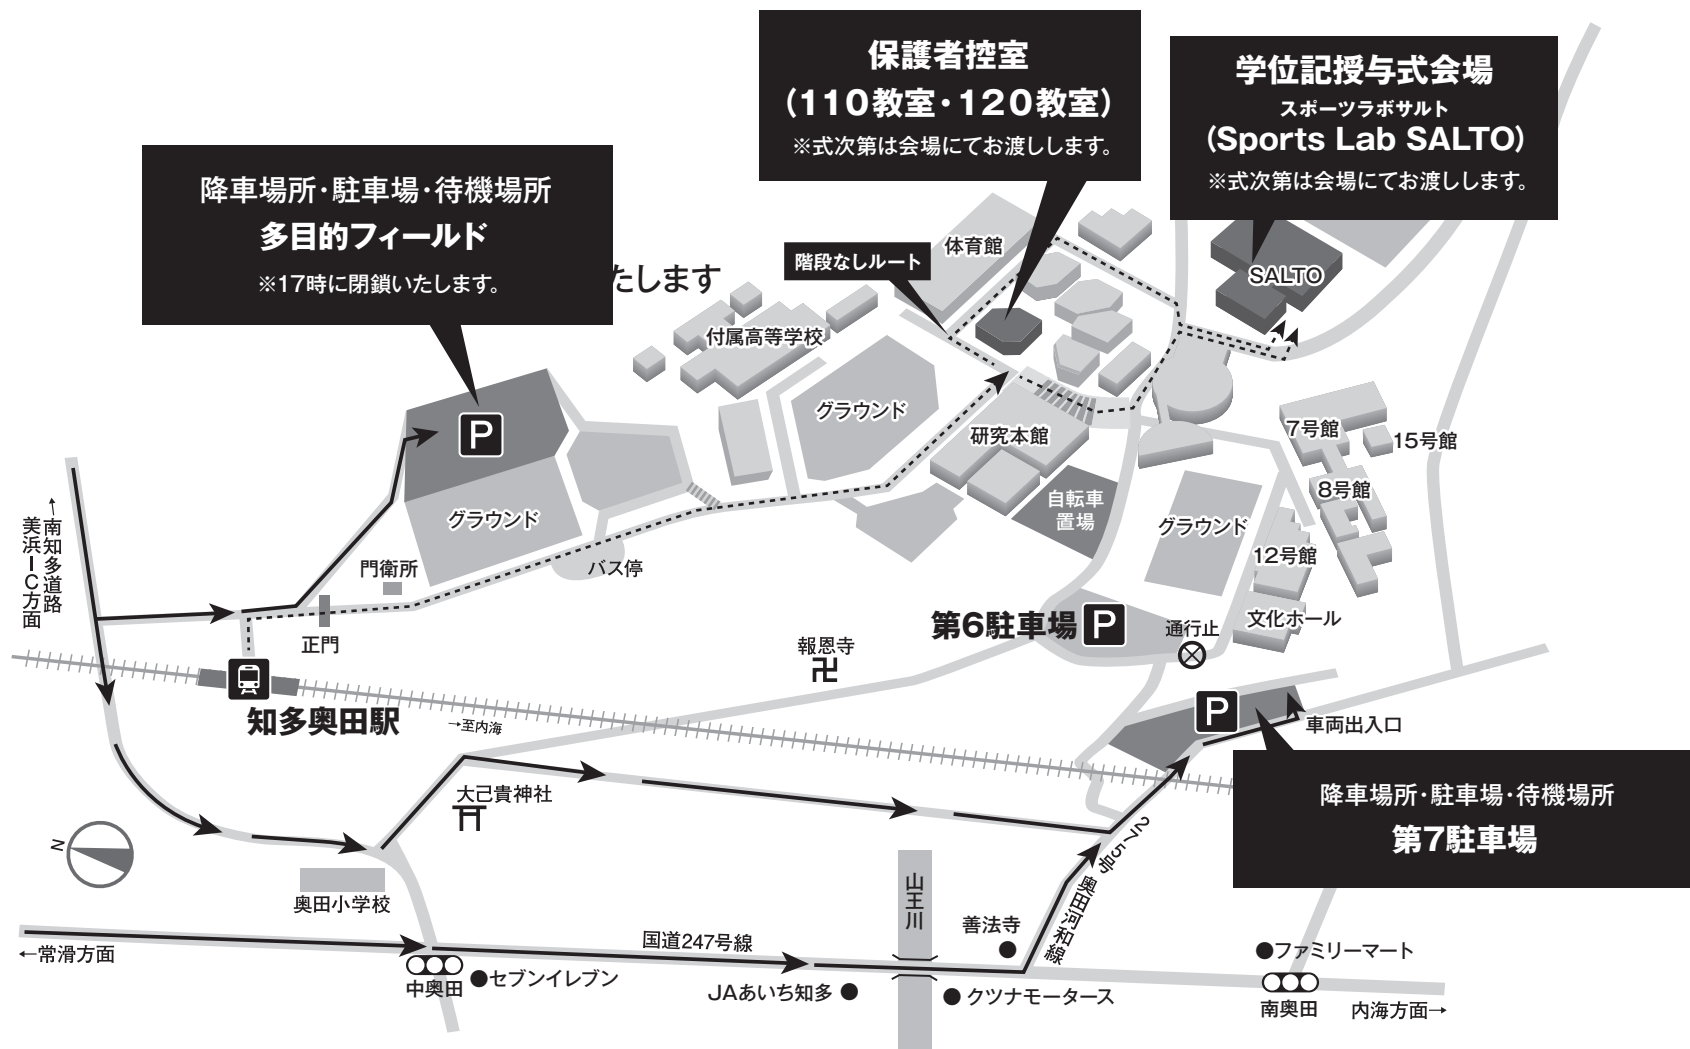 保護者控室
(110教室・120教室)
※式次第は会場にてお渡しします。
学位記授与式会場
スポーツラボサルト
(Sports Lab SALTO)
※式次第は会場にてお渡しします。
降車場所・駐車場・待機場所
多目的フィールド
※17時に閉鎖いたします。
たします
階段なしルート
体育館
SALTO
付属高等学校
グラウンド
研究本館
7号館
15号館
8号館
自転車
置場
グラウンド
12号館
文化ホール
P
グラウンド
バス停
門衛所
正門
↑南知多道路
美浜IC方面
第6駐車場
P
通行止
報恩寺
卍
知多奥田駅
→至内海
P
車両出入口
降車場所・駐車場・待機場所
第7駐車場
大己貴神社
N
奥田小学校
275号 奥田河和線
山王川
善法寺
国道247号線
←常滑方面
中奥田
セブンイレブン
JAあいち知多
クツナモータース
ファミリーマート
南奥田
内海方面→